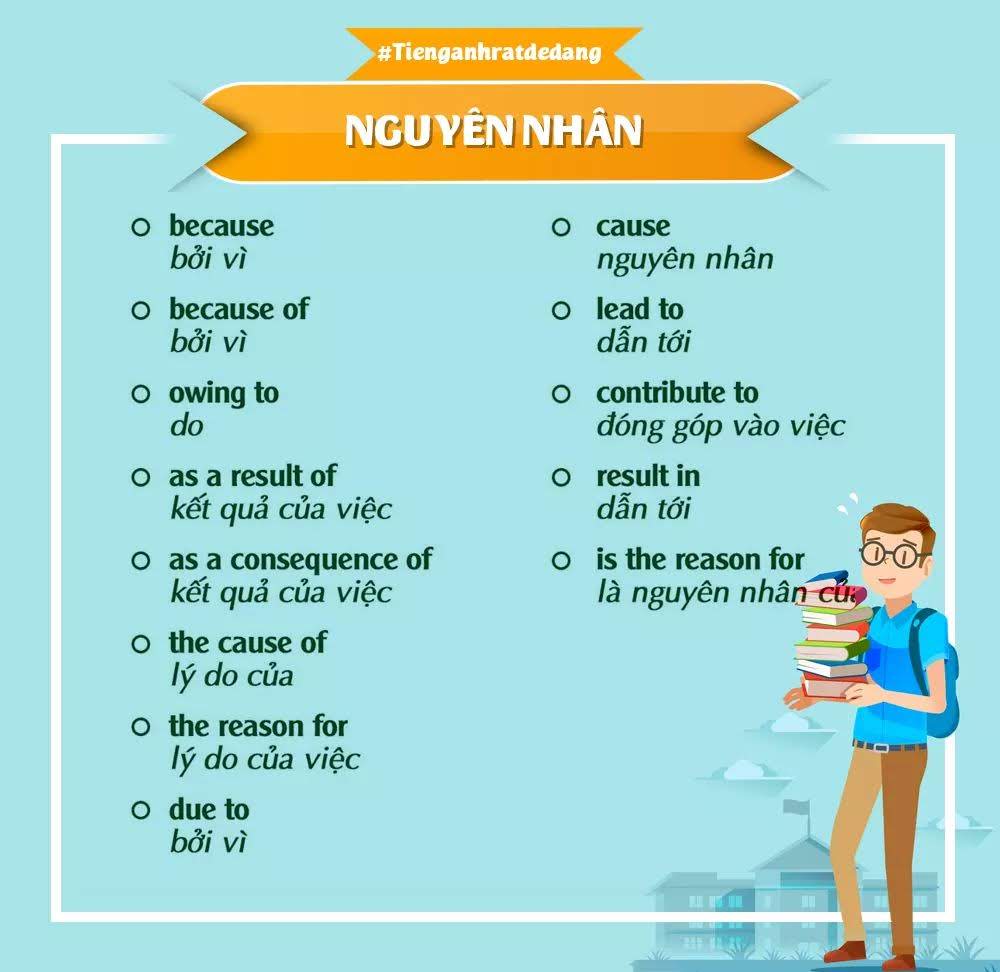 #Tienganhratdedang
NGUYÊN NHÂN
because
bởi vì
because of
bởi vì
owing to
do
as a result of
kết quả của việc
as a consequence of
kết quả của việc
the cause of
lý do của
the reason for
lý do của việc
due to
bởi vì
cause
nguyên nhân
lead to
dẫn tới
contribute to
đóng góp vào việc
result in
dẫn tới
is the reason for
là nguyên nhân của